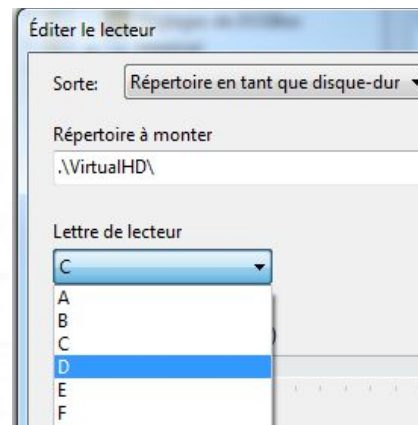 Éditer le lecteur
Sorte: Répertoire en tant que disque-dur
Répertoire à monter
.\VirtualHD\
Lettre de lecteur
C
A
B
C
)
D
E
F